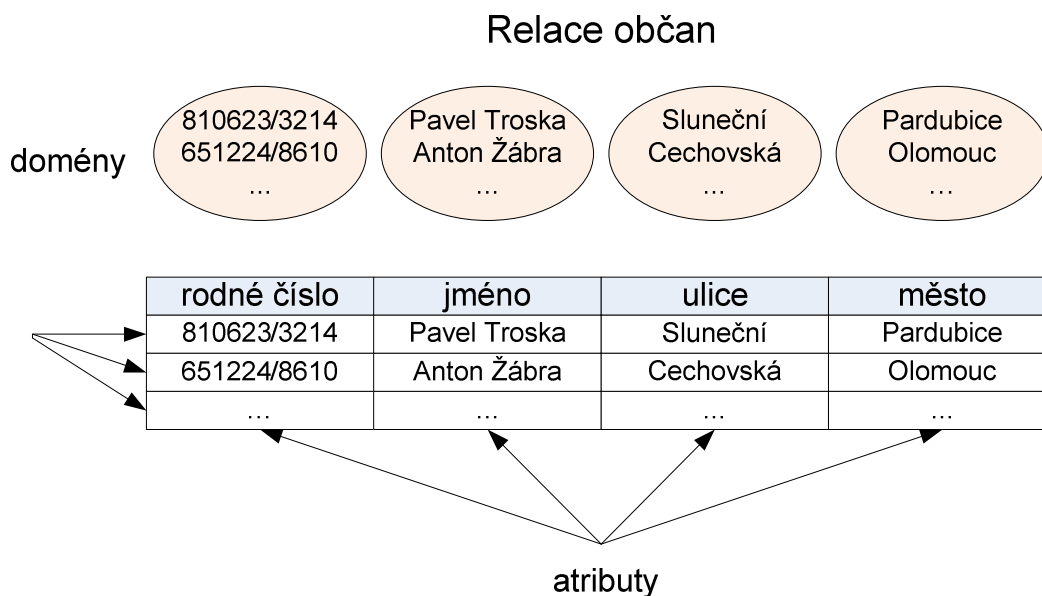 Relace občan
domény
810623/3214 Pavel Troska Sluneční Pardubice
651224/8610 Anton Žábra Cechovská Olomouc
... ... ... ...
rodné číslo jméno ulice město
810623/3214 Pavel Troska Sluneční Pardubice
651224/8610 Anton Žábra Cechovská Olomouc
... ... ... ...
atributy